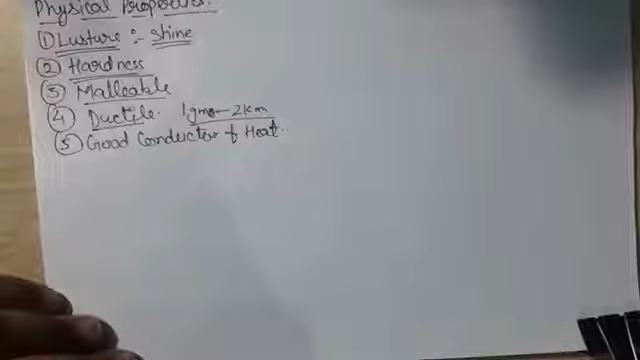 Physical Properties.
① Lusture :- Shine
② Hardness
③ Malleable
④ Ductile. 1gm - 2km
⑤ Good Conductor of Heat..